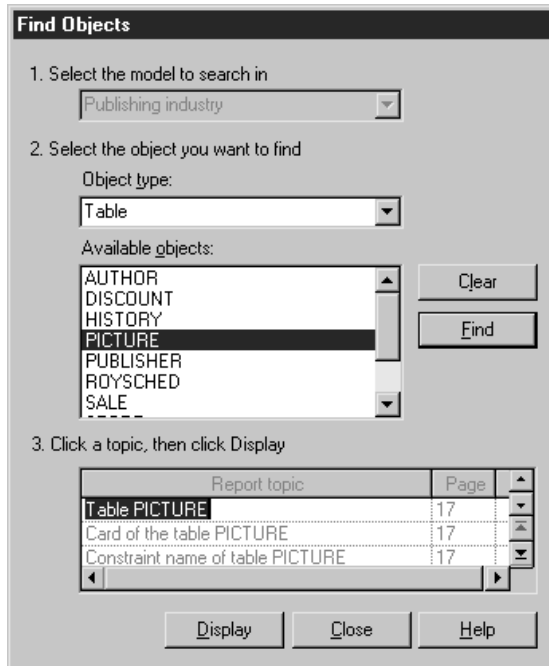 Find Objects
1. Select the model to search in
Publishing industry
2. Select the object you want to find
Object type:
Table
Available objects:
AUTHOR
DISCOUNT
HISTORY
PICTURE
PUBLISHER
ROYSCHED
SALE
Clear
Find
3. Click a topic, then click Display
Report topic Page
Table PICTURE 17
Card of the table PICTURE 17
Constraint name of table PICTURE 17
Display Close Help